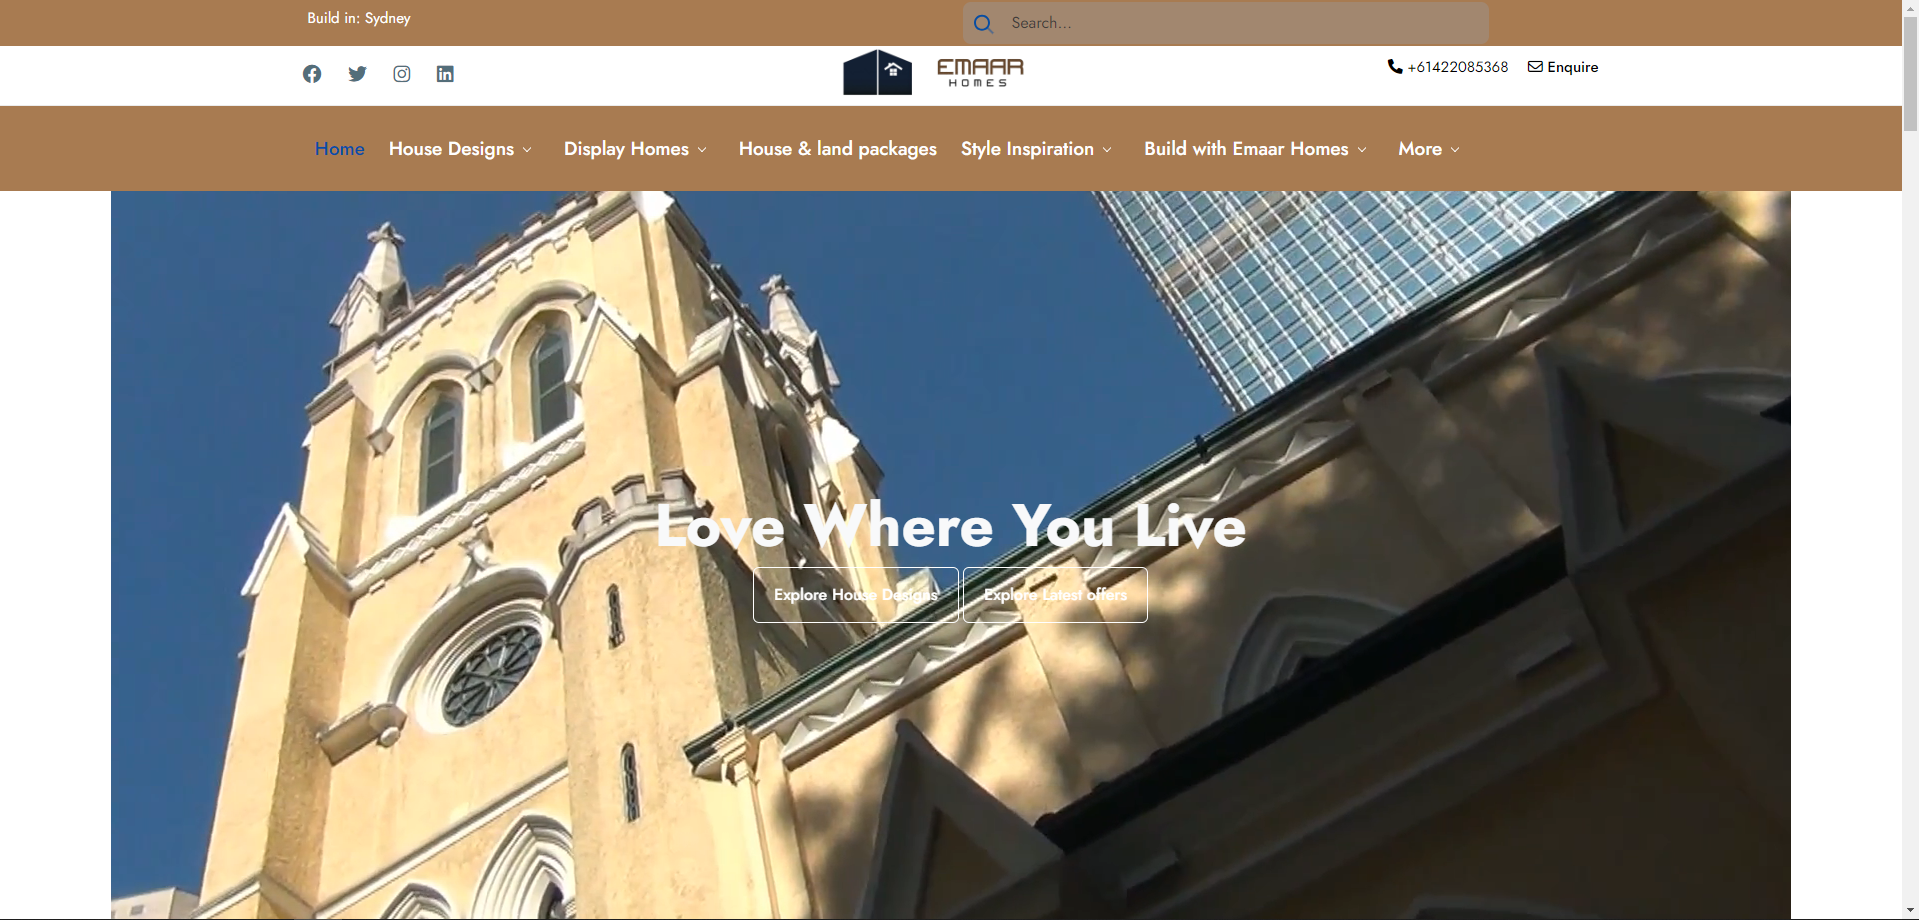 Build in: Sydney
Search...
EMAAR
HOMES
+61422085368
Enquire
Home
House Designs
Display Homes
House & land packages
Style Inspiration
Build with Emaar Homes
More
Love Where You Live
Explore House Designs
Explore Latest offers